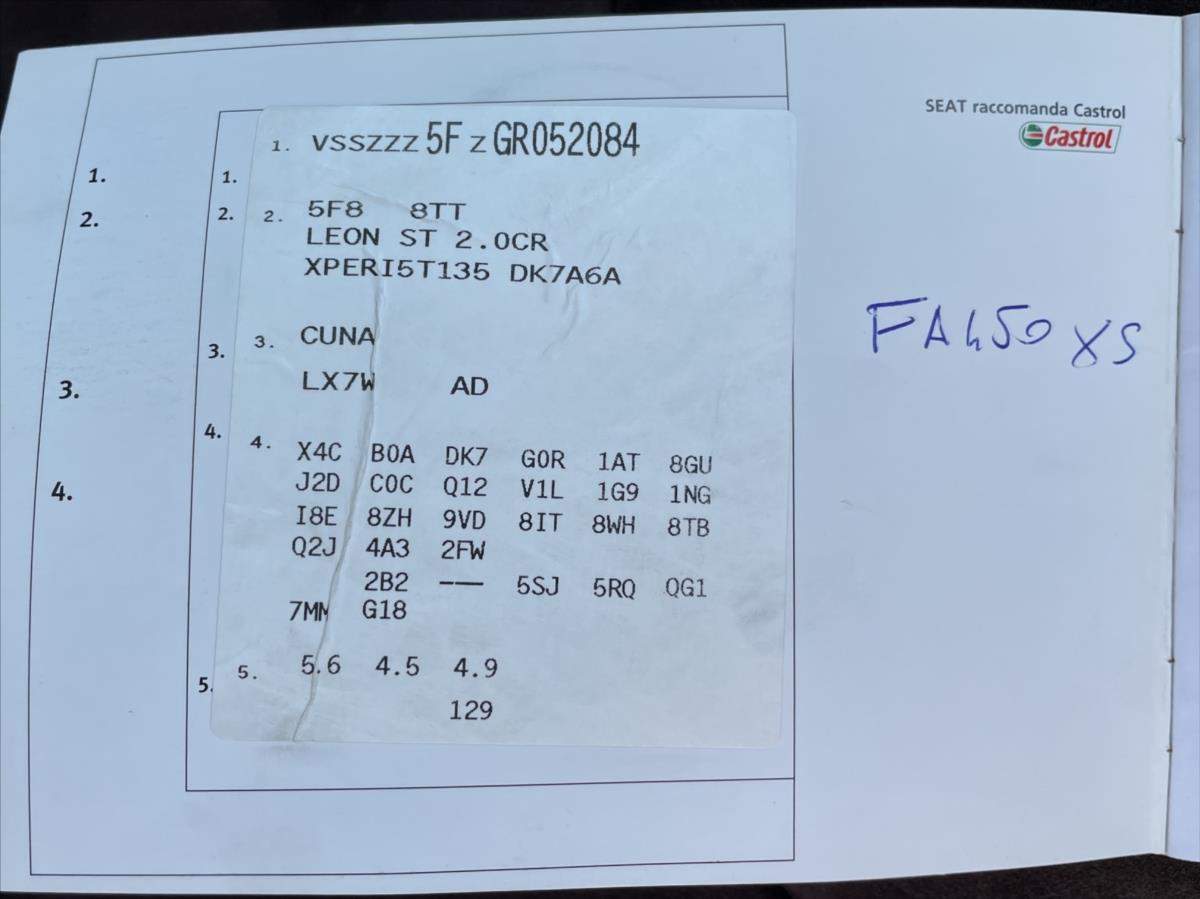 SEAT raccomanda Castrol
Castrol
1. 1. 1. VSSZZZ 5F Z GR052084
2. 2. 2. 5F8 8TT
LEON ST 2.0CR
XPERI5T135 DK7A6A
3. 3. 3. CUNA
LX7W AD
4. 4. 4. X4C B0A DK7 G0R 1AT 8GU
J2D C0C Q12 V1L 1G9 1NG
I8E 8ZH 9VD 8IT 8WH 8TB
Q2J 4A3 2FW
2B2 --- 5SJ 5RQ QG1
7MM G18
5. 5. 5.6 4.5 4.9
129
FA450XS